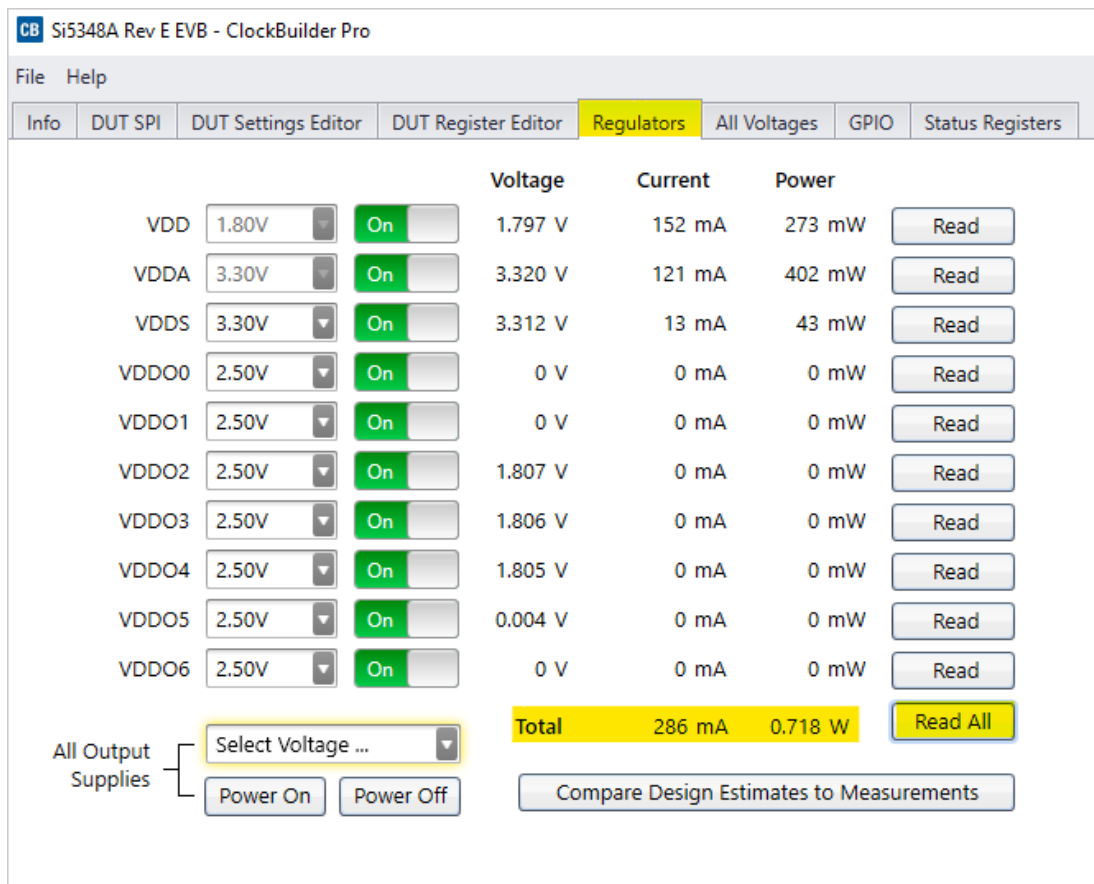 CB Si5348A Rev E EVB - ClockBuilder Pro
File Help
Info DUT SPI DUT Settings Editor DUT Register Editor Regulators All Voltages GPIO Status Registers
Voltage Current Power
VDD 1.80V On 1.797 V 152 mA 273 mW Read
VDDA 3.30V On 3.320 V 121 mA 402 mW Read
VDDS 3.30V On 3.312 V 13 mA 43 mW Read
VDDO0 2.50V On 0 V 0 mA 0 mW Read
VDDO1 2.50V On 0 V 0 mA 0 mW Read
VDDO2 2.50V On 1.807 V 0 mA 0 mW Read
VDDO3 2.50V On 1.806 V 0 mA 0 mW Read
VDDO4 2.50V On 1.805 V 0 mA 0 mW Read
VDDO5 2.50V On 0.004 V 0 mA 0 mW Read
VDDO6 2.50V On 0 V 0 mA 0 mW Read
Total 286 mA 0.718 W Read All
All Output Supplies Select Voltage ...
Power On Power Off Compare Design Estimates to Measurements